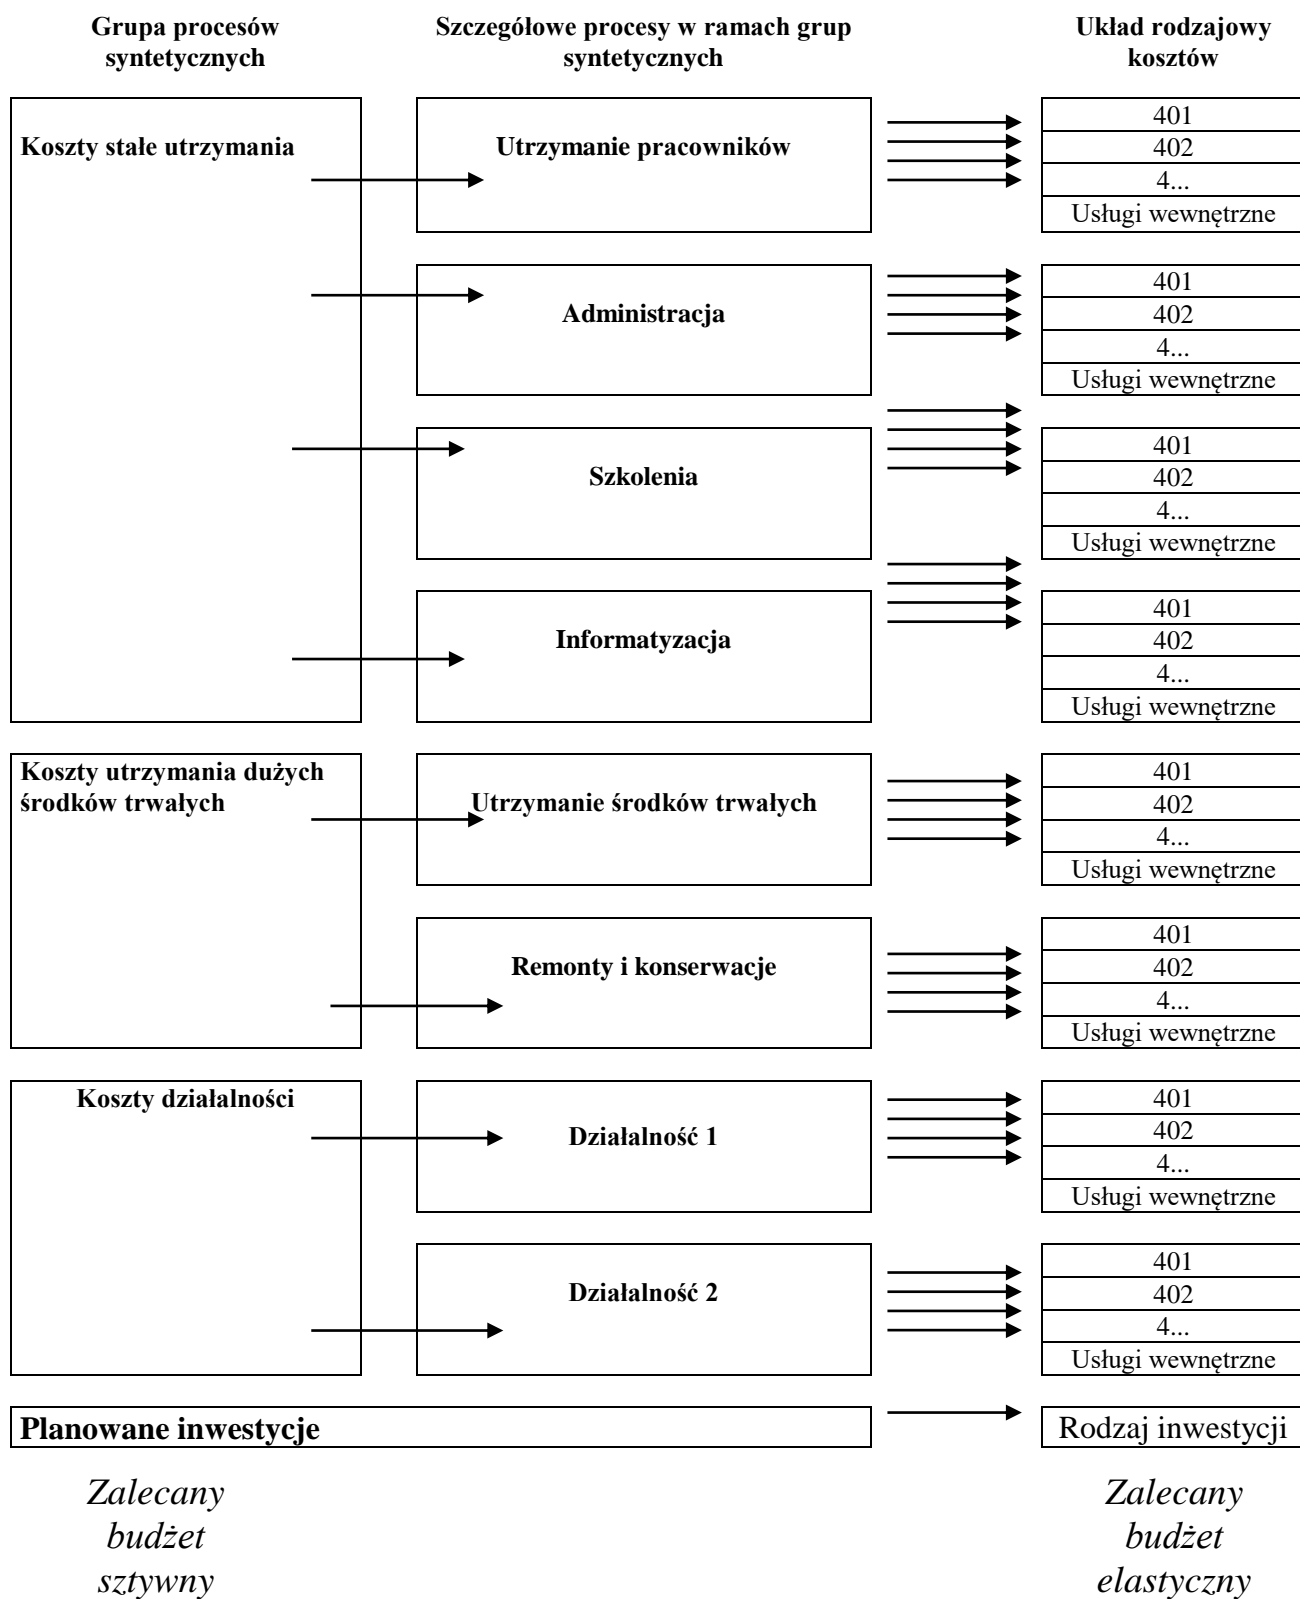 Grupa procesów
syntetycznych
Szczegółowe procesy w ramach grup
syntetycznych
Układ rodzajowy
kosztów
Koszty stałe utrzymania
Utrzymanie pracowników
401
402
4...
Usługi wewnętrzne
Administracja
401
402
4...
Usługi wewnętrzne
Szkolenia
401
402
4...
Usługi wewnętrzne
Informatyzacja
401
402
4...
Usługi wewnętrzne
Koszty utrzymania dużych
środków trwałych
Utrzymanie środków trwałych
401
402
4...
Usługi wewnętrzne
Remonty i konserwacje
401
402
4...
Usługi wewnętrzne
Koszty działalności
Działalność 1
401
402
4...
Usługi wewnętrzne
Działalność 2
401
402
4...
Usługi wewnętrzne
Planowane inwestycje
Rodzaj inwestycji
Zalecany
budżet
sztywny
Zalecany
budżet
elastyczny